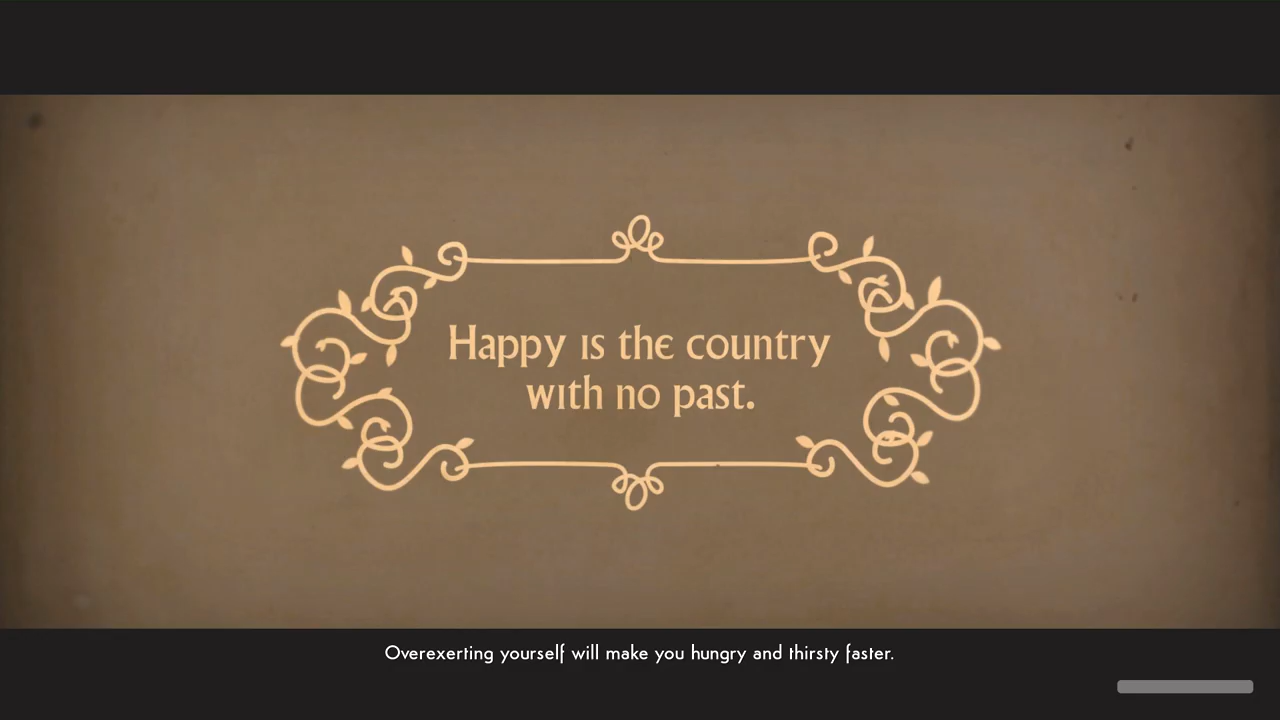 Happy is the country
with no past.
Overexerting yourself will make you hungry and thirsty faster.